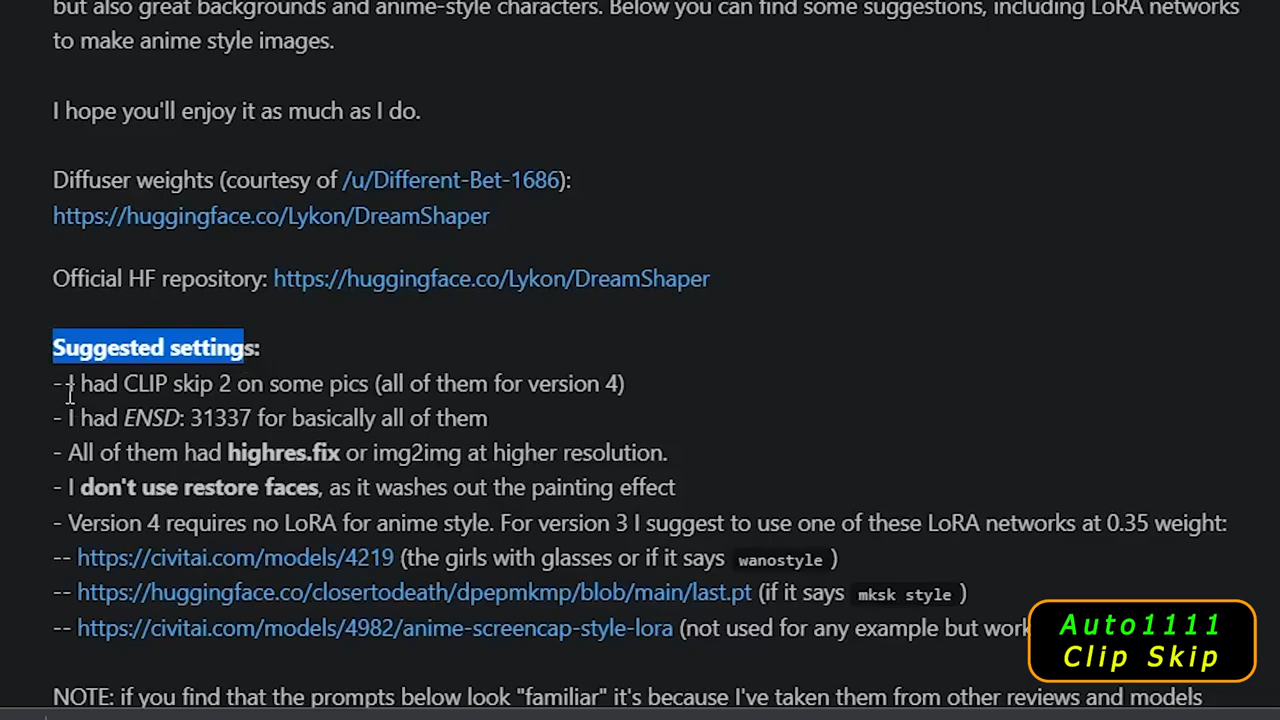 but also great backgrounds and anime-style characters. Below you can find some suggestions, including LoRA networks
to make anime style images.
I hope you'll enjoy it as much as I do.
Diffuser weights (courtesy of /u/Different-Bet-1686):
https://huggingface.co/Lykon/DreamShaper
Official HF repository: https://huggingface.co/Lykon/DreamShaper
Suggested settings:
- I had CLIP skip 2 on some pics (all of them for version 4)
- I had ENSD: 31337 for basically all of them
- All of them had highres.fix or img2img at higher resolution.
- I don't use restore faces, as it washes out the painting effect
- Version 4 requires no LoRA for anime style. For version 3 I suggest to use one of these LoRA networks at 0.35 weight:
-- https://civitai.com/models/4219 (the girls with glasses or if it says wanostyle )
-- https://huggingface.co/closertodeath/dpepmkmp/blob/main/last.pt (if it says mksk style )
-- https://civitai.com/models/4982/anime-screencap-style-lora (not used for any example but work
Auto1111
Clip Skip
NOTE: if you find that the prompts below look "familiar" it's because I've taken them from other reviews and models